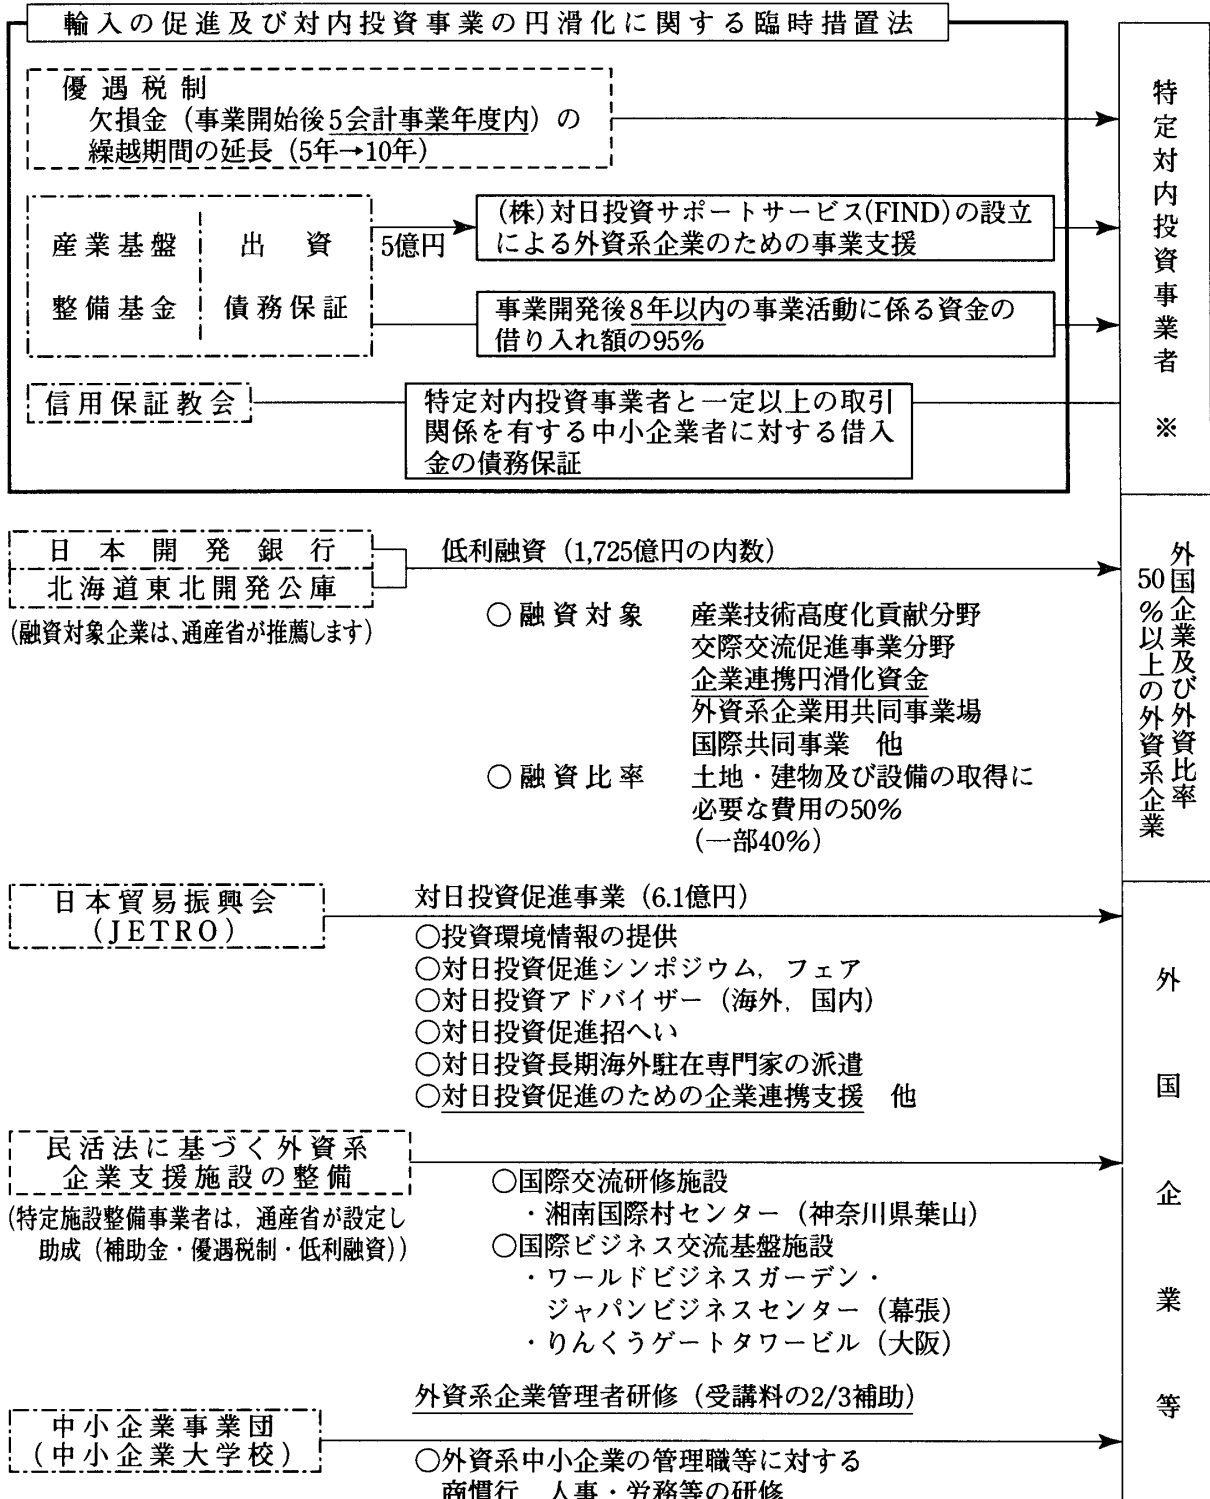 輸入の促進及び対内投資事業の円滑化に関する臨時措置法
優遇税制
欠損金（事業開始後5会計事業年度内）の
繰越期間の延長（5年→10年）
産業基盤
整備基金
出資
債務保証
5億円
(株)対日投資サポートサービス(FIND)の設立
による外資系企業のための事業支援
事業開発後8年以内の事業活動に係る資金の
借り入れ額の95%
信用保証教会
特定対内投資事業者と一定以上の取引
関係を有する中小企業者に対する借入
金の債務保証
特定対内投資事業者 ※
日本開発銀行
北海道東北開発公庫
(融資対象企業は、通産省が推薦します)
低利融資（1,725億円の内数）
○融資対象 産業技術高度化貢献分野
交際交流促進事業分野
企業連携円滑化資金
外資系企業用共同事業場
国際共同事業 他
○融資比率 土地・建物及び設備の取得に
必要な費用の50%
(一部40%)
外国企業及び外資比率
50%以上の外資系企業
日本貿易振興会
（JETRO）
対日投資促進事業（6.1億円）
○投資環境情報の提供
○対日投資促進シンポジウム，フェア
○対日投資アドバイザー（海外，国内）
○対日投資促進招へい
○対日投資長期海外駐在専門家の派遣
○対日投資促進のための企業連携支援 他
民活法に基づく外資系
企業支援施設の整備
(特定施設整備事業者は，通産省が設定し
助成（補助金・優遇税制・低利融資）)
○国際交流研修施設
・湘南国際村センター（神奈川県葉山）
○国際ビジネス交流基盤施設
・ワールドビジネスガーデン・
ジャパンビジネスセンター（幕張）
・りんくうゲートタワービル（大阪）
外国企業等
中小企業事業団
（中小企業大学校）
外資系企業管理者研修（受講料の2/3補助）
○外資系中小企業の管理職等に対する
商慣行，人事・労務等の研修